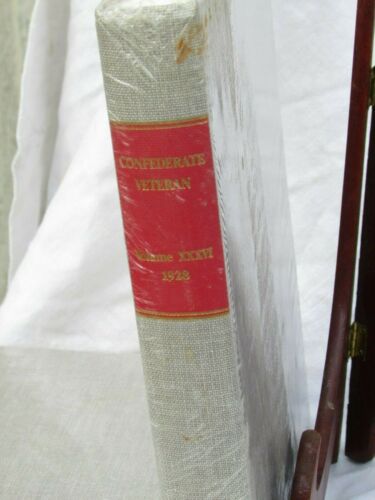 CONFEDERATE
VETERAN
Volume XXXVI
1928